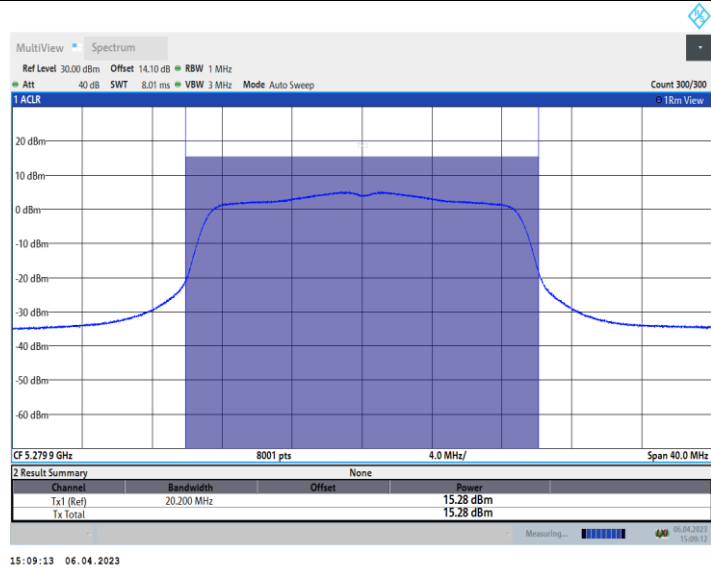 MultiView Spectrum
Ref Level 30.00 dBm Offset 14.10 dB RBW 1 MHz
Att 40 dB SWT 8.01 ms VBW 3 MHz Mode Auto Sweep Count 300/300
1 ACLR 1Rm View
20 dBm
10 dBm
0 dBm
-10 dBm
-20 dBm
-30 dBm
-40 dBm
-50 dBm
-60 dBm
CF 5.279 9 GHz 8001 pts 4.0 MHz/ Span 40.0 MHz
2 Result Summary None
Channel Bandwidth Offset Power
Tx1 (Ref) 20.200 MHz 15.28 dBm
Tx Total 15.28 dBm
Measuring... 06.04.2023
15:09:12
15:09:13 06.04.2023